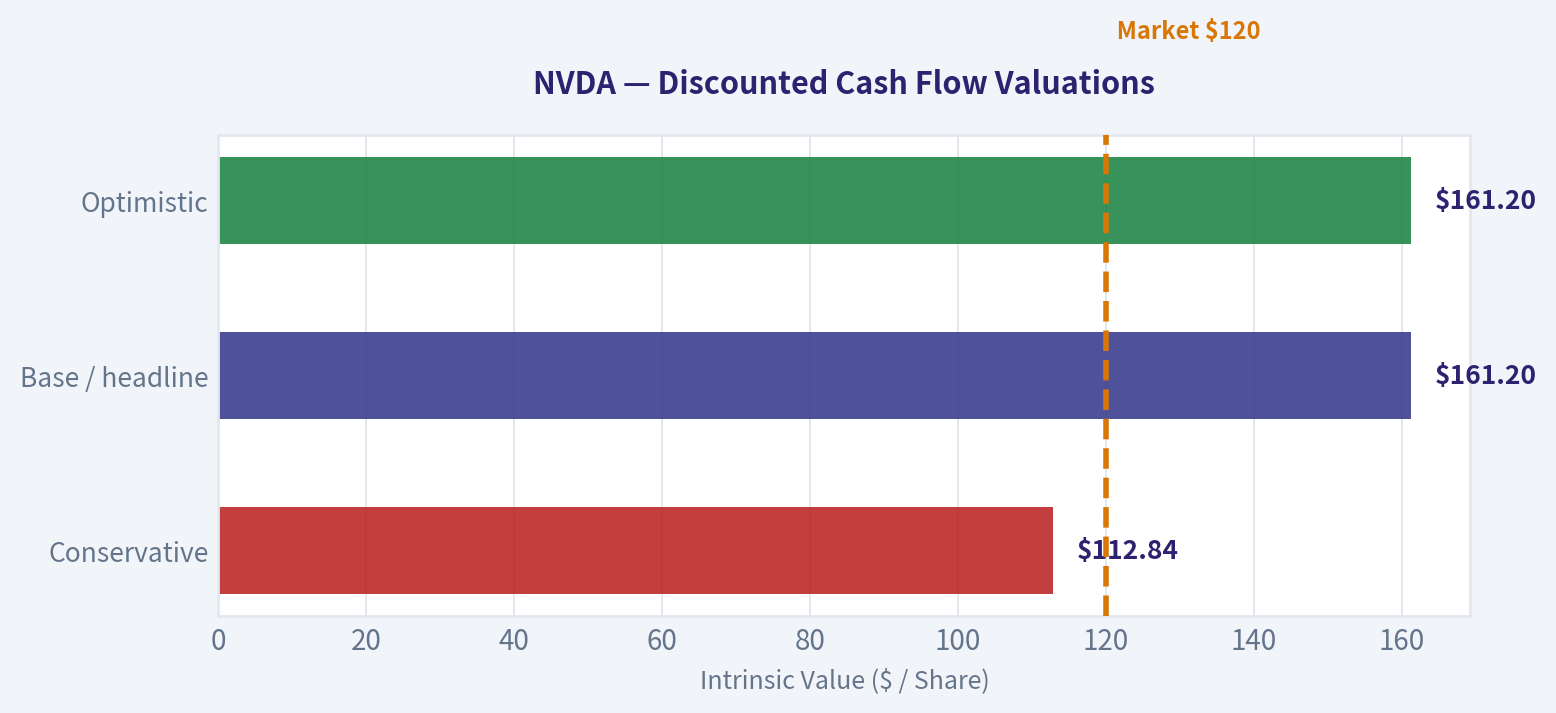 Market $120
NVDA — Discounted Cash Flow Valuations
Optimistic
$161.20
Base / headline
$161.20
Conservative
$112.84
0 20 40 60 80 100 120 140 160
Intrinsic Value ($ / Share)